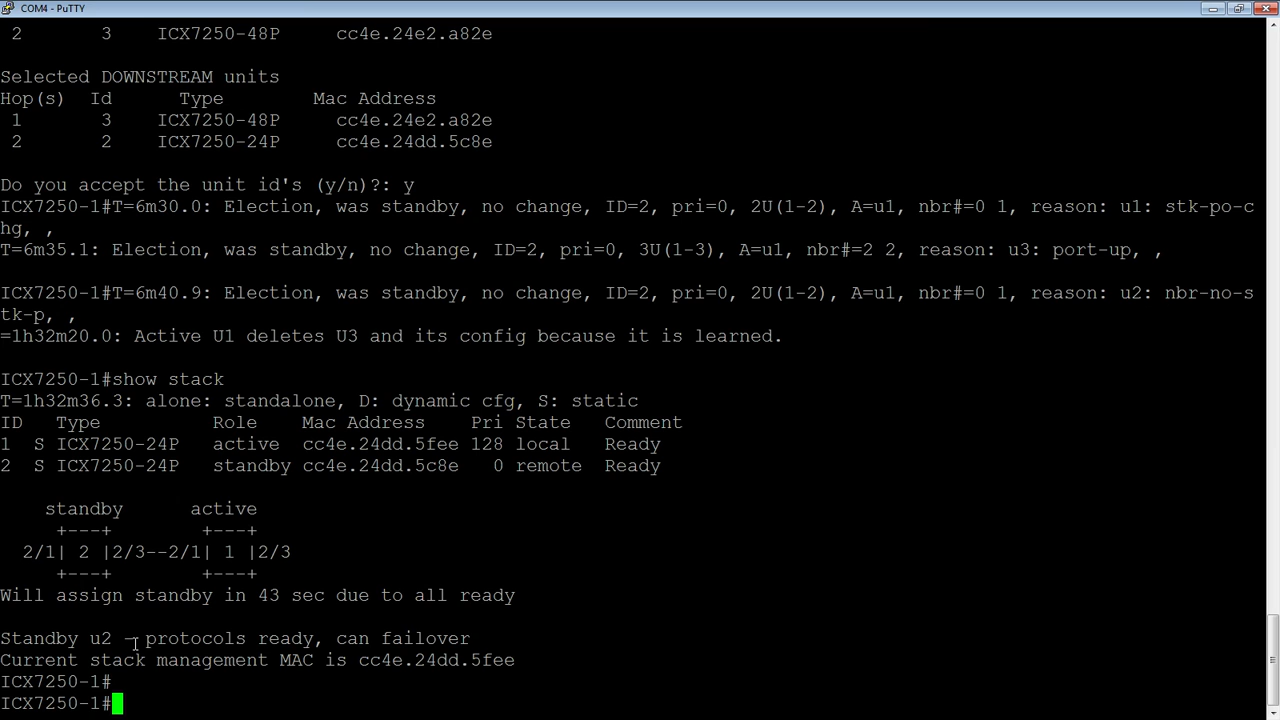 COM4 - PuTTY
2 3 ICX7250-48P cc4e.24e2.a82e
Selected DOWNSTREAM units
Hop(s) Id Type Mac Address
1 3 ICX7250-48P cc4e.24e2.a82e
2 2 ICX7250-24P cc4e.24dd.5c8e
Do you accept the unit id's (y/n)?: y
ICX7250-1#T=6m30.0: Election, was standby, no change, ID=2, pri=0, 2U(1-2), A=u1, nbr#=0 1, reason: u1: stk-po-c
hg, ,
T=6m35.1: Election, was standby, no change, ID=2, pri=0, 3U(1-3), A=u1, nbr#=2 2, reason: u3: port-up, ,
ICX7250-1#T=6m40.9: Election, was standby, no change, ID=2, pri=0, 2U(1-2), A=u1, nbr#=0 1, reason: u2: nbr-no-s
tk-p, ,
=1h32m20.0: Active U1 deletes U3 and its config because it is learned.
ICX7250-1#show stack
T=1h32m36.3: alone: standalone, D: dynamic cfg, S: static
ID Type Role Mac Address Pri State Comment
1 S ICX7250-24P active cc4e.24dd.5fee 128 local Ready
2 S ICX7250-24P standby cc4e.24dd.5c8e 0 remote Ready
standby active
+---+ +---+
2/1| 2 |2/3--2/1| 1 |2/3
+---+ +---+
Will assign standby in 43 sec due to all ready
Standby u2 - protocols ready, can failover
Current stack management MAC is cc4e.24dd.5fee
ICX7250-1#
ICX7250-1#